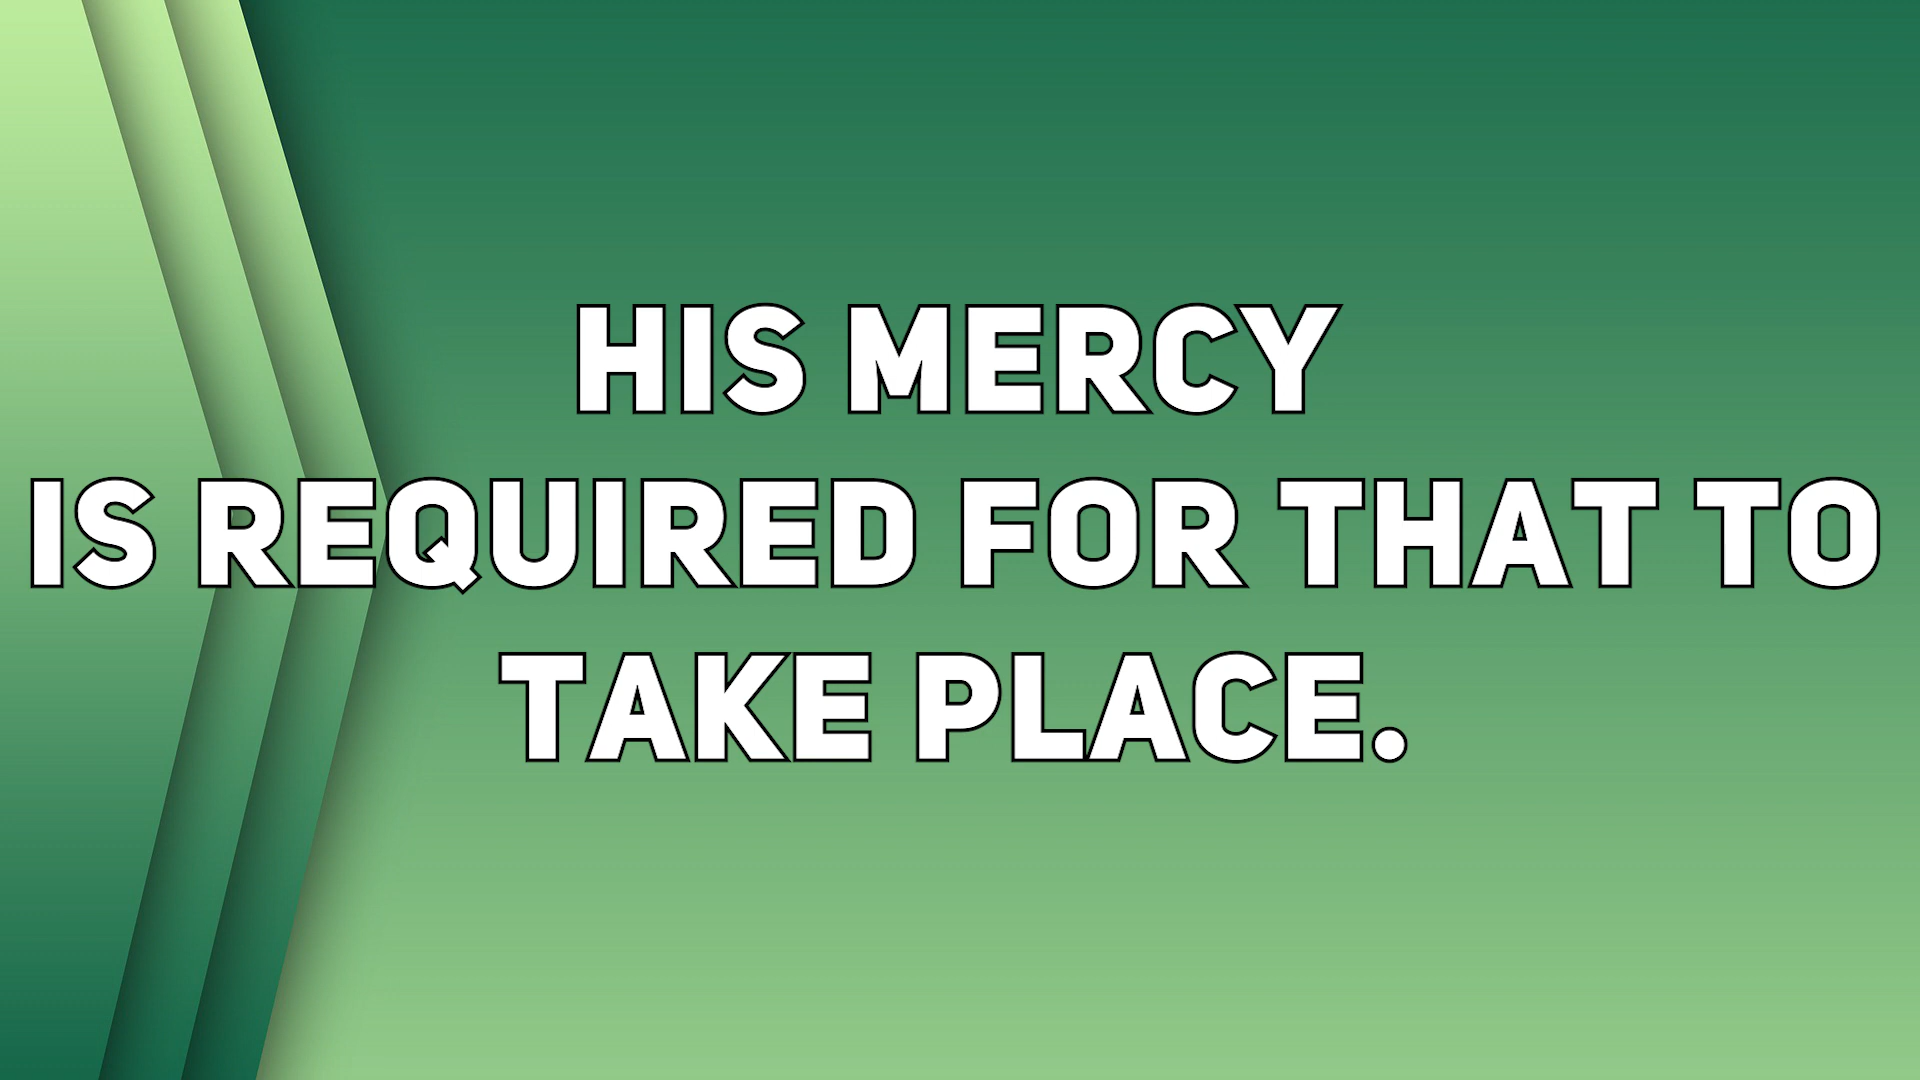 HIS MERCY
IS REQUIRED FOR THAT TO
TAKE PLACE.